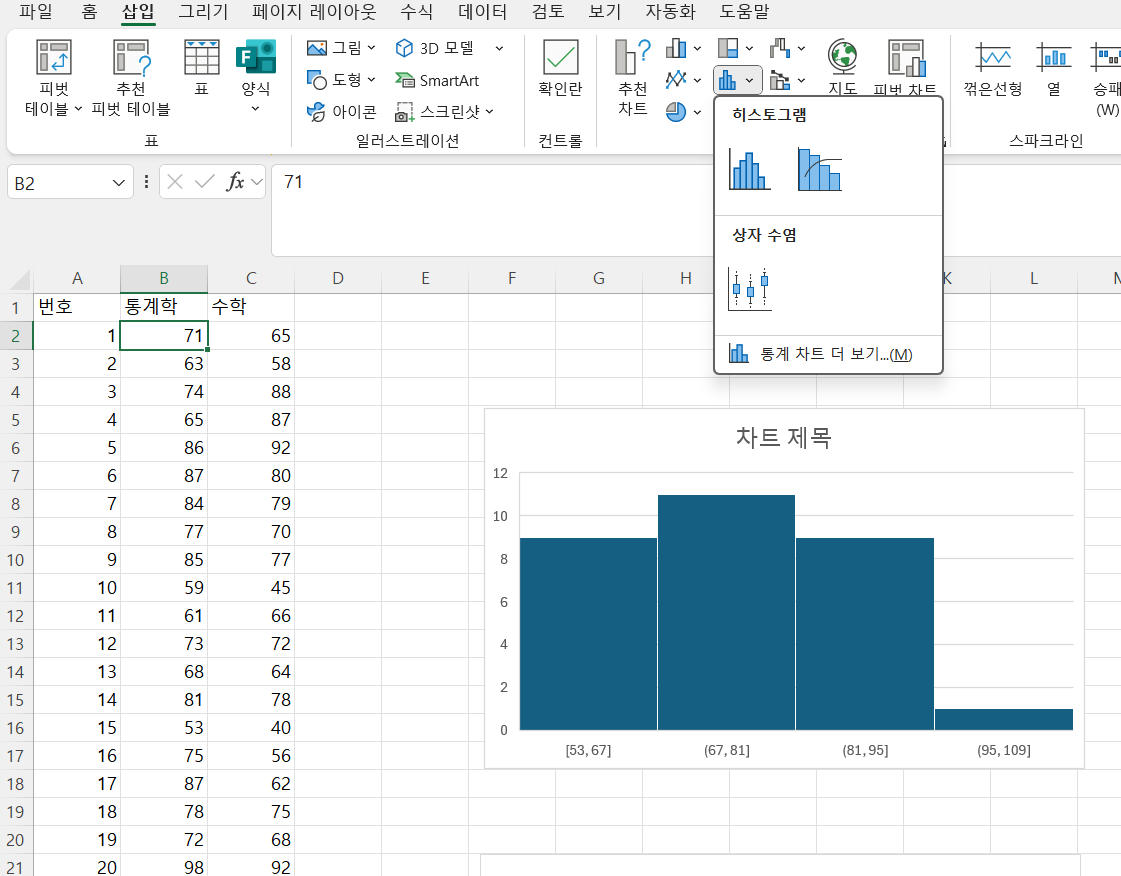 파일 홈 삽입 그리기 페이지 레이아웃 수식 데이터 검토 보기 자동화 도움말
피벗 테이블
추천 피벗 테이블
표
양식
표
그림
도형
아이콘
3D 모델
SmartArt
스크린샷
일러스트레이션
확인란
컨트롤
추천 차트
지도
피벗 차트
꺾은선형
열
승패
(W)
스파크라인
히스토그램
상자 수염
통계 차트 더 보기...(M)
B2
fx
71
A B C D E F G H K L
1 번호 통계학 수학
2 1 71 65
3 2 63 58
4 3 74 88
5 4 65 87
6 5 86 92
7 6 87 80
8 7 84 79
9 8 77 70
10 9 85 77
11 10 59 45
12 11 61 66
13 12 73 72
14 13 68 64
15 14 81 78
16 15 53 40
17 16 75 56
18 17 87 62
19 18 78 75
20 19 72 68
21 20 98 92
차트 제목
12
10
8
6
4
2
0
[53, 67] (67, 81] (81, 95] (95, 109]